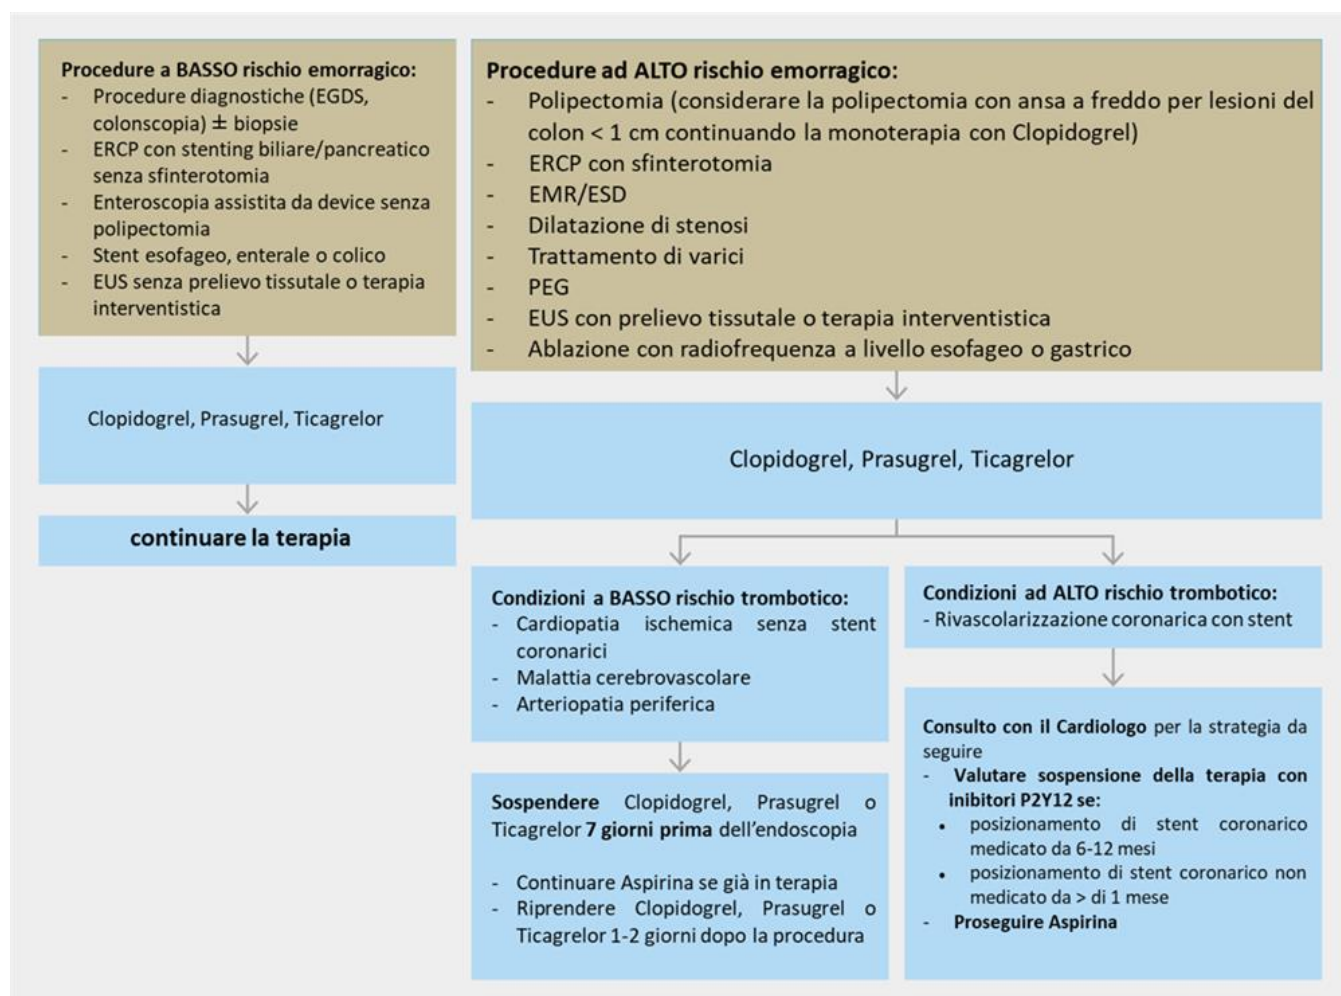 Procedure a BASSO rischio emorragico:
- Procedure diagnostiche (EGDS,
colonscopia) ± biopsie
- ERCP con stenting biliare/pancreatico
senza sfinterotomia
- Enteroscopia assistita da device senza
polipectomia
- Stent esofageo, enterale o colico
- EUS senza prelievo tissutale o terapia
interventistica
Clopidogrel, Prasugrel, Ticagrelor
continuare la terapia
Procedure ad ALTO rischio emorragico:
- Polipectomia (considerare la polipectomia con ansa a freddo per lesioni del
colon < 1 cm continuando la monoterapia con Clopidogrel)
- ERCP con sfinterotomia
- EMR/ESD
- Dilatazione di stenosi
- Trattamento di varici
- PEG
- EUS con prelievo tissutale o terapia interventistica
- Ablazione con radiofrequenza a livello esofageo o gastrico
Clopidogrel, Prasugrel, Ticagrelor
Condizioni a BASSO rischio trombotico:
- Cardiopatia ischemica senza stent
coronarici
- Malattia cerebrovascolare
- Arteriopatia periferica
Sospendere Clopidogrel, Prasugrel o
Ticagrelor 7 giorni prima dell'endoscopia
- Continuare Aspirina se già in terapia
- Riprendere Clopidogrel, Prasugrel o
Ticagrelor 1-2 giorni dopo la procedura
Condizioni ad ALTO rischio trombotico:
- Rivascolarizzazione coronarica con stent
Consulto con il Cardiologo per la strategia da
seguire
- Valutare sospensione della terapia con
inibitori P2Y12 se:
• posizionamento di stent coronarico
medicato da 6-12 mesi
• posizionamento di stent coronarico non
medicato da > di 1 mese
- Proseguire Aspirina